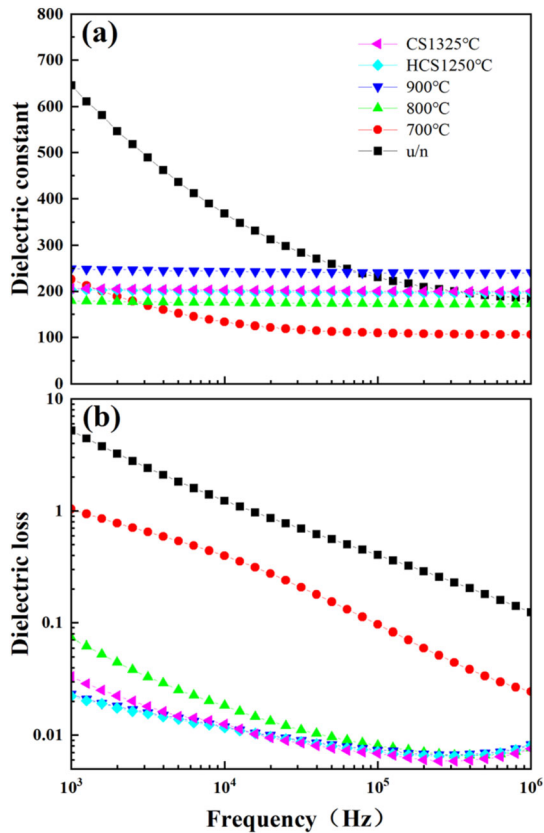 (a)
CS1325℃
HCS1250℃
900℃
800℃
700℃
u/n
Dielectric constant
800
700
600
500
400
300
200
100
0
(b)
Dielectric loss
10
1
0.1
0.01
10³ 10⁴ 10⁵ 10⁶
Frequency（Hz）